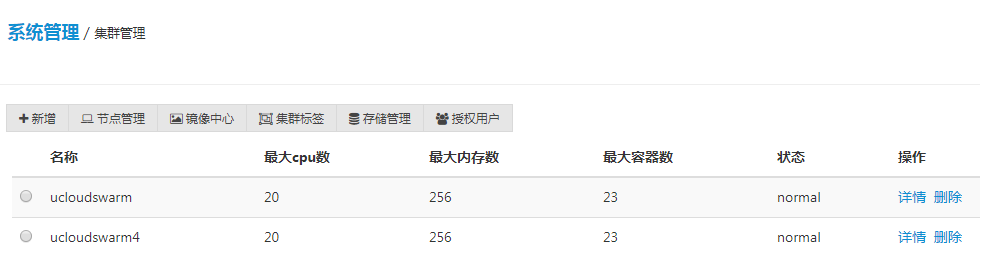 系统管理 / 集群管理
新增 节点管理 镜像中心 集群标签 存储管理 授权用户
名称 最大cpu数 最大内存数 最大容器数 状态 操作
ucloudswarm 20 256 23 normal 详情 删除
ucloudswarm4 20 256 23 normal 详情 删除